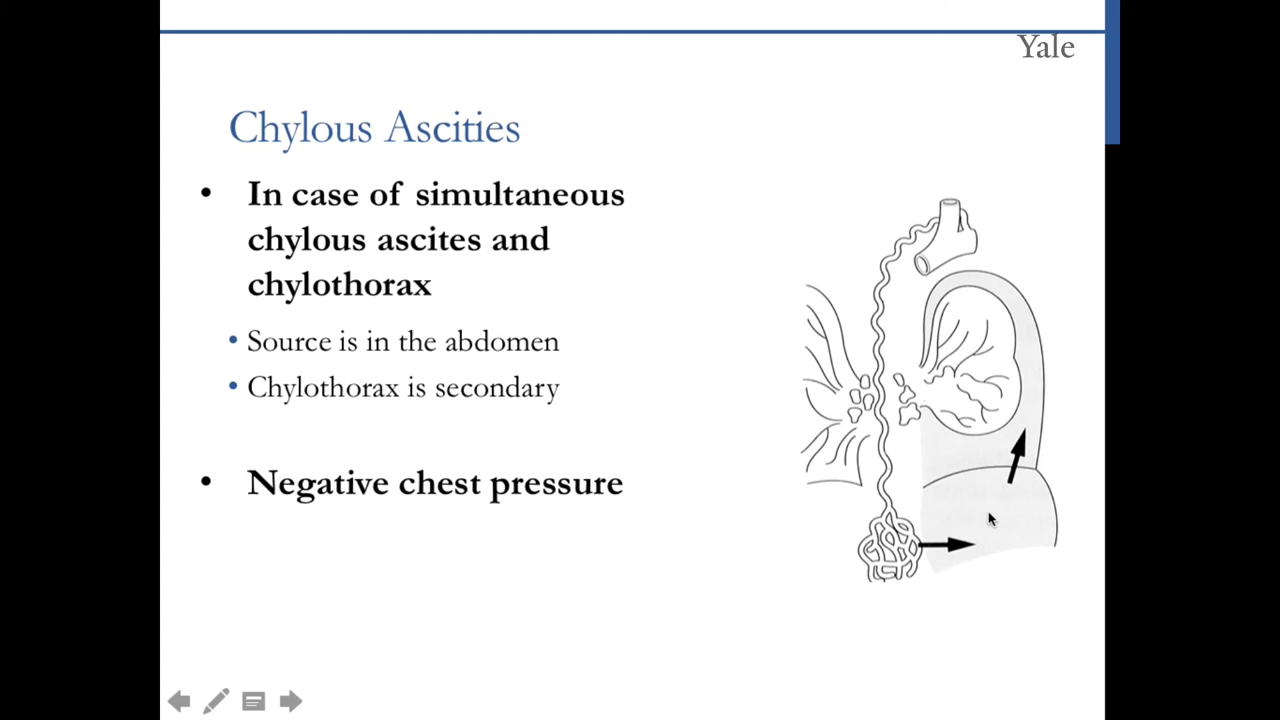 Yale
Chylous Ascities
• In case of simultaneous
chylous ascites and
chylothorax
• Source is in the abdomen
• Chylothorax is secondary
• Negative chest pressure